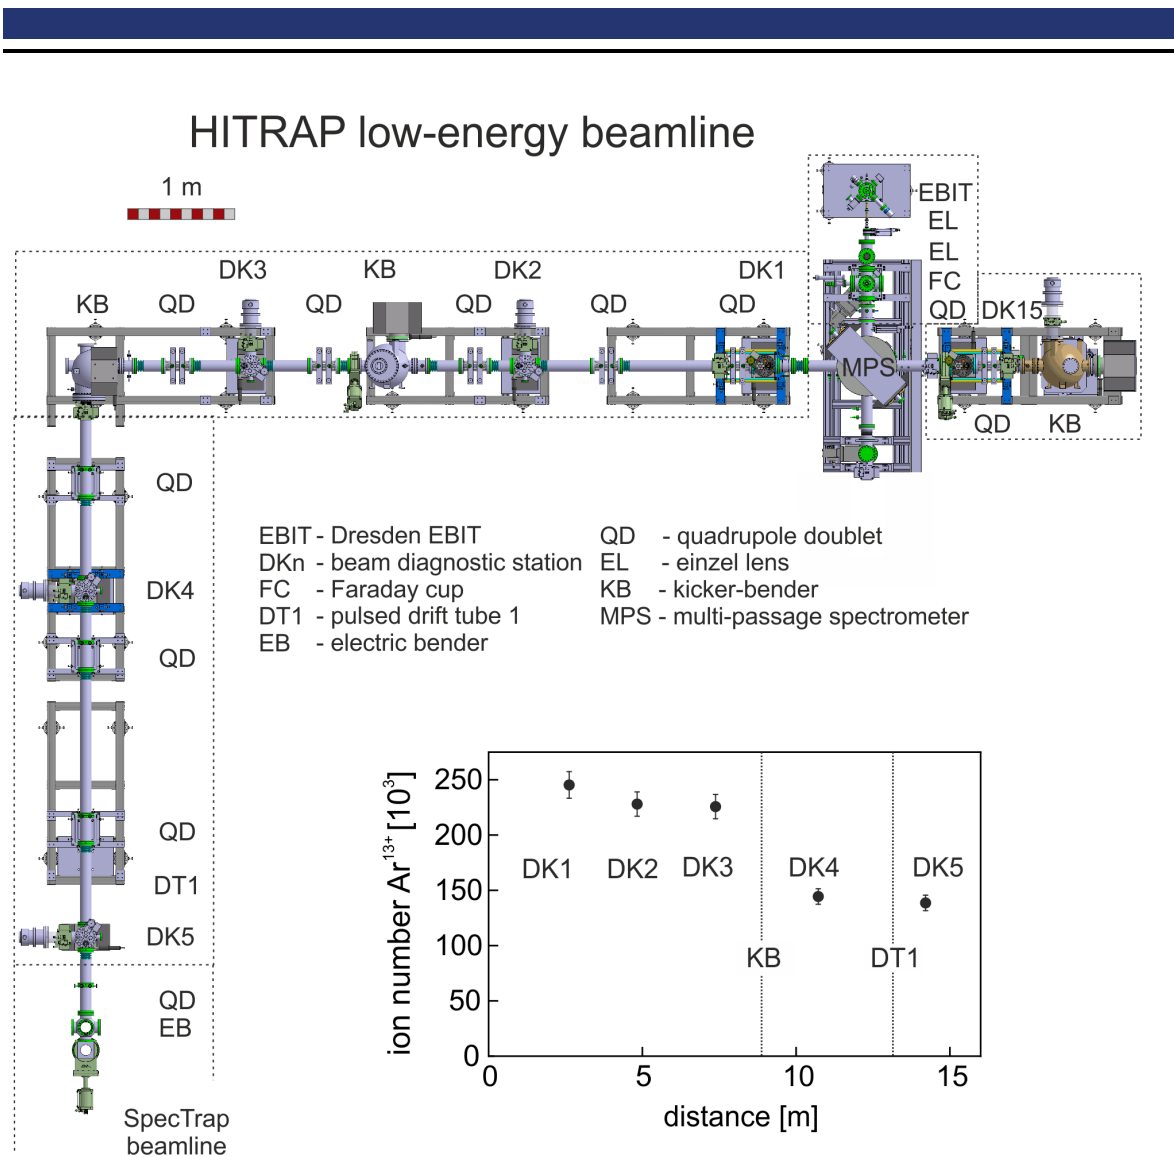 HITRAP low-energy beamline
1 m
EBIT
EL
EL
FC
QD DK15
DK3 KB DK2 DK1
KB QD QD QD QD QD
MPS
QD KB
QD
DK4
QD
QD
DT1
DK5
QD
EB
SpecTrap
beamline
EBIT - Dresden EBIT
DKn - beam diagnostic station
FC - Faraday cup
DT1 - pulsed drift tube 1
EB - electric bender
QD - quadrupole doublet
EL - einzel lens
KB - kicker-bender
MPS - multi-passage spectrometer
ion number Ar¹³⁺ [10³]
250
200
150
100
50
0
DK1 DK2 DK3 DK4 DK5
KB DT1
0 5 10 15
distance [m]